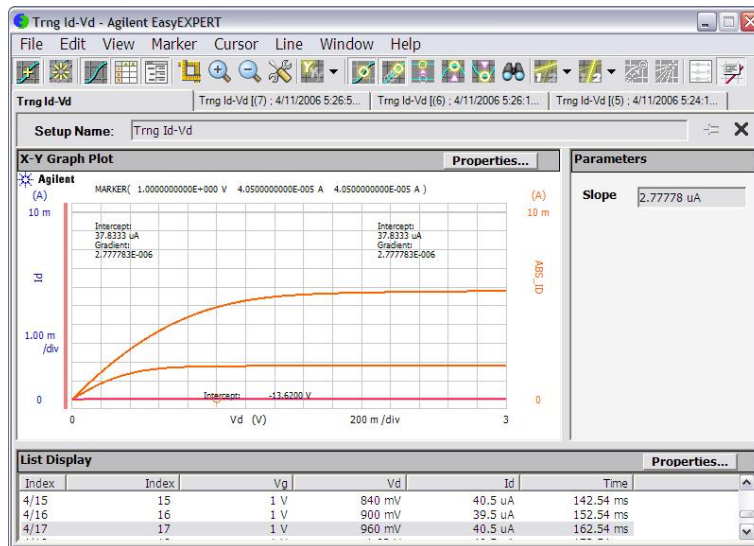 Trng Id-Vd - Agilent EasyEXPERT
File Edit View Marker Cursor Line Window Help
Trng Id-Vd
Trng Id-Vd [(7) ; 4/11/2006 5:26:5...
Trng Id-Vd [(6) ; 4/11/2006 5:26:1...
Trng Id-Vd [(5) ; 4/11/2006 5:24:1...
Setup Name: Trng Id-Vd
X-Y Graph Plot Properties...
Parameters
Agilent
MARKER( 1.0000000000E+000 V 4.0500000000E-005 A 4.0500000000E-005 A )
Slope 2.77778 uA
(A) (A)
10 m 10 m
Intercept: Intercept:
37.8333 uA 37.8333 uA
Gradient: Gradient:
2.777783E-006 2.777783E-006
Id
ABS_ID
1.00 m
/div
Intercept: -13.6200 V
0 0
0 Vd (V) 200 m /div 3
List Display Properties...
Index Index Vg Vd Id Time
4/15 15 1 V 840 mV 40.5 uA 142.54 ms
4/16 16 1 V 900 mV 39.5 uA 152.54 ms
4/17 17 1 V 960 mV 40.5 uA 162.54 ms